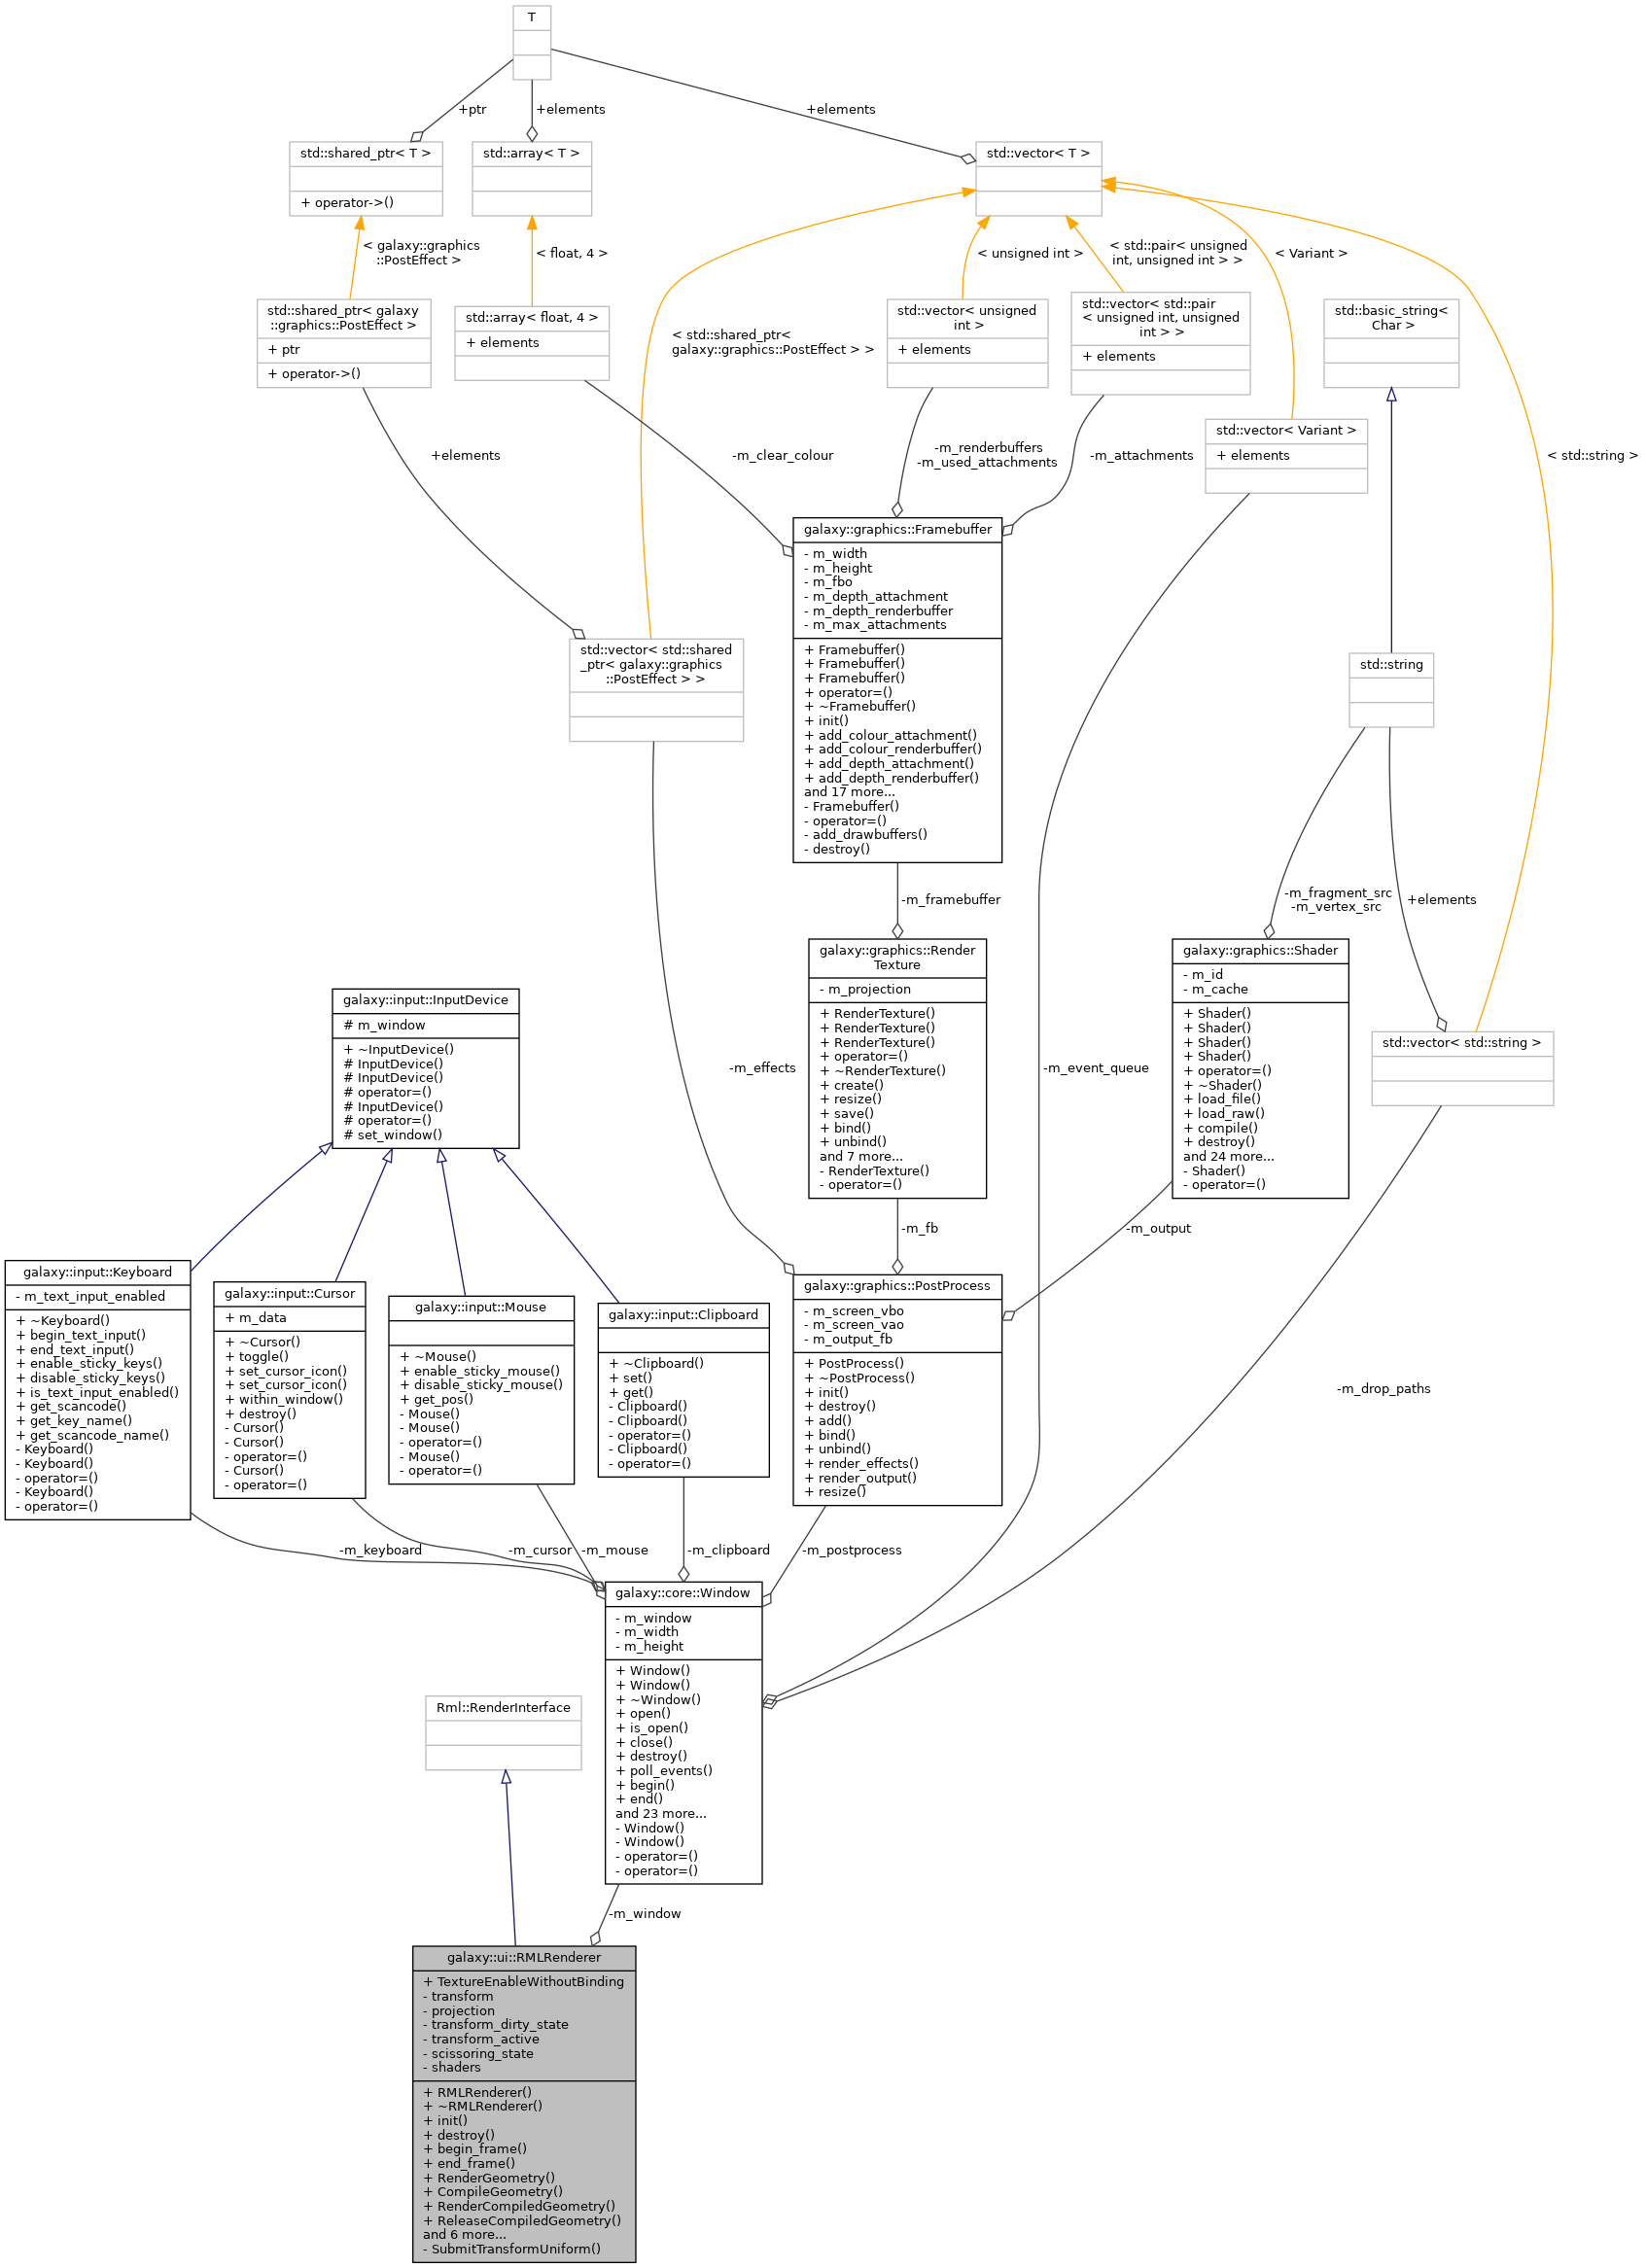 T
+ptr
+elements
+elements
std::shared_ptr< T >
+ operator->()
std::array< T >
std::vector< T >
< galaxy::graphics
::PostEffect >
< float, 4 >
< unsigned int >
< std::pair< unsigned
int, unsigned int > >
< Variant >
std::shared_ptr< galaxy
::graphics::PostEffect >
+ ptr
+ operator->()
std::array< float, 4 >
+ elements
< std::shared_ptr<
galaxy::graphics::PostEffect > >
std::vector< unsigned
int >
+ elements
std::vector< std::pair
< unsigned int, unsigned
int > >
+ elements
std::basic_string<
Char >
std::vector< Variant >
+ elements
+elements
-m_clear_colour
-m_renderbuffers
-m_used_attachments
-m_attachments
< std::string >
galaxy::graphics::Framebuffer
- m_width
- m_height
- m_fbo
- m_depth_attachment
- m_depth_renderbuffer
- m_max_attachments
+ Framebuffer()
+ Framebuffer()
+ Framebuffer()
+ operator=()
+ ~Framebuffer()
+ init()
+ add_colour_attachment()
+ add_colour_renderbuffer()
+ add_depth_attachment()
+ add_depth_renderbuffer()
and 17 more...
- Framebuffer()
- operator=()
- add_drawbuffers()
- destroy()
std::vector< std::shared
_ptr< galaxy::graphics
::PostEffect > >
std::string
-m_framebuffer
-m_fragment_src
-m_vertex_src
+elements
galaxy::graphics::Render
Texture
- m_projection
+ RenderTexture()
+ RenderTexture()
+ RenderTexture()
+ operator=()
+ ~RenderTexture()
+ create()
+ resize()
+ save()
+ bind()
+ unbind()
and 7 more...
- RenderTexture()
- operator=()
galaxy::graphics::Shader
- m_id
- m_cache
+ Shader()
+ Shader()
+ Shader()
+ Shader()
+ operator=()
+ ~Shader()
+ load_file()
+ load_raw()
+ compile()
+ destroy()
and 24 more...
- Shader()
- operator=()
std::vector< std::string >
galaxy::input::InputDevice
# m_window
+ ~InputDevice()
# InputDevice()
# InputDevice()
# operator=()
# InputDevice()
# operator=()
# set_window()
-m_effects
-m_event_queue
-m_fb
-m_output
galaxy::input::Keyboard
- m_text_input_enabled
+ ~Keyboard()
+ begin_text_input()
+ end_text_input()
+ enable_sticky_keys()
+ disable_sticky_keys()
+ is_text_input_enabled()
+ get_scancode()
+ get_key_name()
+ get_scancode_name()
- Keyboard()
- Keyboard()
- operator=()
- Keyboard()
- operator=()
galaxy::input::Cursor
+ m_data
+ ~Cursor()
+ toggle()
+ set_cursor_icon()
+ set_cursor_icon()
+ within_window()
+ destroy()
- Cursor()
- Cursor()
- operator=()
- Cursor()
- operator=()
galaxy::input::Mouse
+ ~Mouse()
+ enable_sticky_mouse()
+ disable_sticky_mouse()
+ get_pos()
- Mouse()
- Mouse()
- operator=()
- Mouse()
- operator=()
galaxy::input::Clipboard
+ ~Clipboard()
+ set()
+ get()
- Clipboard()
- Clipboard()
- operator=()
- Clipboard()
- operator=()
galaxy::graphics::PostProcess
- m_screen_vbo
- m_screen_vao
- m_output_fb
+ PostProcess()
+ ~PostProcess()
+ init()
+ destroy()
+ add()
+ bind()
+ unbind()
+ render_effects()
+ render_output()
+ resize()
-m_drop_paths
-m_keyboard
-m_cursor
-m_mouse
-m_clipboard
-m_postprocess
galaxy::core::Window
- m_window
- m_width
- m_height
+ Window()
+ Window()
+ ~Window()
+ open()
+ is_open()
+ close()
+ destroy()
+ poll_events()
+ begin()
+ end()
and 23 more...
- Window()
- Window()
- operator=()
- operator=()
Rml::RenderInterface
-m_window
galaxy::ui::RMLRenderer
+ TextureEnableWithoutBinding
- transform
- projection
- transform_dirty_state
- transform_active
- scissoring_state
- shaders
+ RMLRenderer()
+ ~RMLRenderer()
+ init()
+ destroy()
+ begin_frame()
+ end_frame()
+ RenderGeometry()
+ CompileGeometry()
+ RenderCompiledGeometry()
+ ReleaseCompiledGeometry()
and 6 more...
- SubmitTransformUniform()